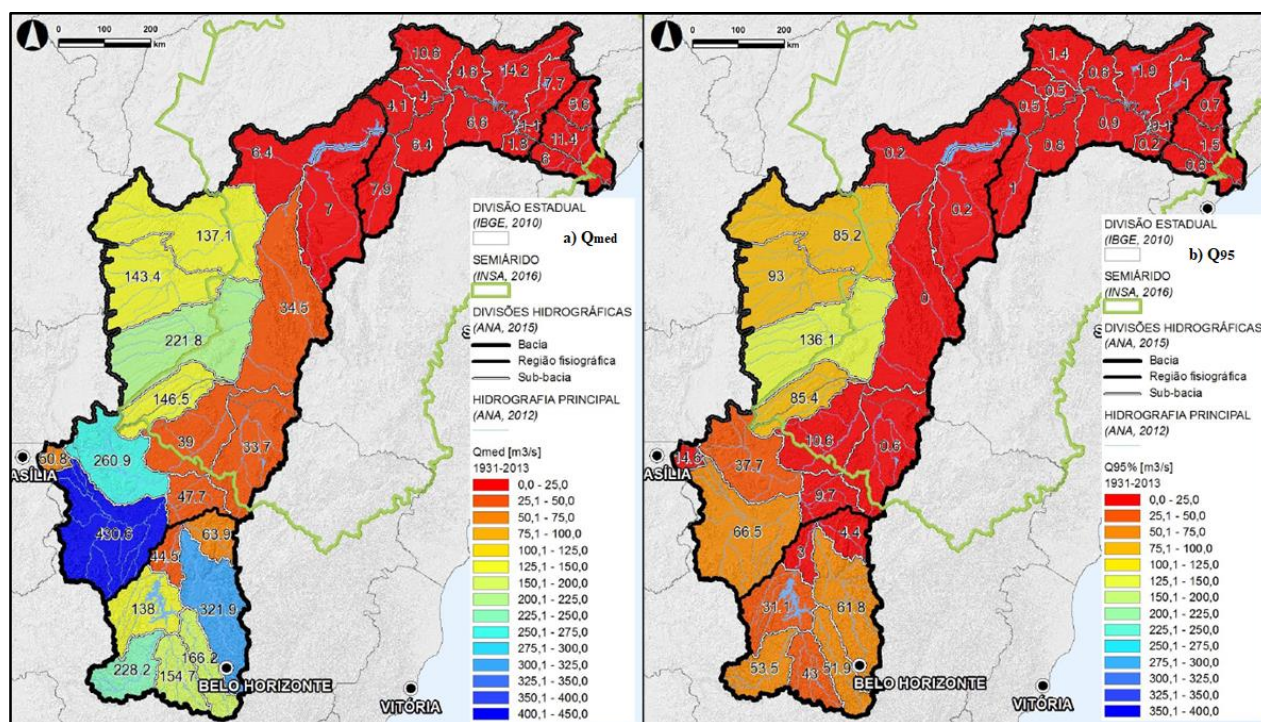 0 100 200
km
10.6
4.6
14.2
7.7
4.1
4
5.6
6.6
6.4
1.8
11.4
6
6.4
7.9
7
137.1
143.4
34.5
221.8
146.5
39
33.7
50.8
260.9
ASÍLIA
47.7
430.6
63.9
44.5
321.9
138
166.2
228.2
154.7
BELO HORIZONTE
VITÓRIA
DIVISÃO ESTADUAL
(IBGE, 2010)
a) Qmed
SEMIÁRIDO
(INSA, 2016)
DIVISÕES HIDROGRÁFICAS
(ANA, 2015)
Bacia
Região fisiográfica
Sub-bacia
HIDROGRAFIA PRINCIPAL
(ANA, 2012)
Qmed [m3/s]
1931-2013
0,0 - 25,0
25,1 - 50,0
50,1 - 75,0
75,1 - 100,0
100,1 - 125,0
125,1 - 150,0
150,1 - 200,0
200,1 - 225,0
225,1 - 250,0
250,1 - 275,0
275,1 - 300,0
300,1 - 325,0
325,1 - 350,0
350,1 - 400,0
400,1 - 450,0
0 100 200
km
1.4
0.6
1.9
1
0.5
0.5
0.7
0.9
0.8
0.2
1.5
0.2
1
0.2
85.2
93
0
136.1
85.4
10.6
0.6
37.7
ASÍLIA
9.7
66.5
4.4
3
61.8
31.1
53.5
43
51.9
BELO HORIZONTE
VITÓRIA
DIVISÃO ESTADUAL
(IBGE, 2010)
b) Q95
SEMIÁRIDO
(INSA, 2016)
DIVISÕES HIDROGRÁFICAS
(ANA, 2015)
Bacia
Região fisiográfica
Sub-bacia
HIDROGRAFIA PRINCIPAL
(ANA, 2012)
Q95% [m3/s]
1931-2013
0,0 - 25,0
25,1 - 50,0
50,1 - 75,0
75,1 - 100,0
100,1 - 125,0
125,1 - 150,0
150,1 - 200,0
200,1 - 225,0
225,1 - 250,0
250,1 - 275,0
275,1 - 300,0
300,1 - 325,0
325,1 - 350,0
350,1 - 400,0